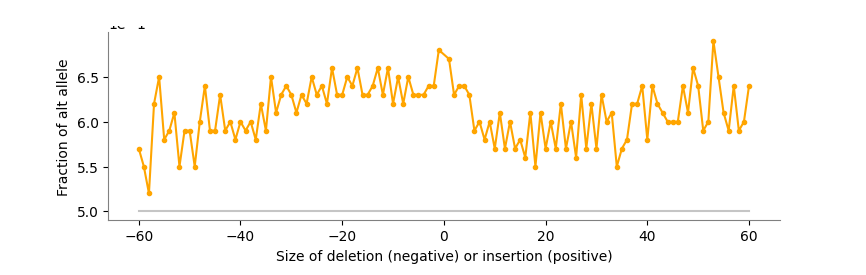 Fraction of alt allele
6.5
6.0
5.5
5.0
−60 −40 −20 0 20 40 60
Size of deletion (negative) or insertion (positive)